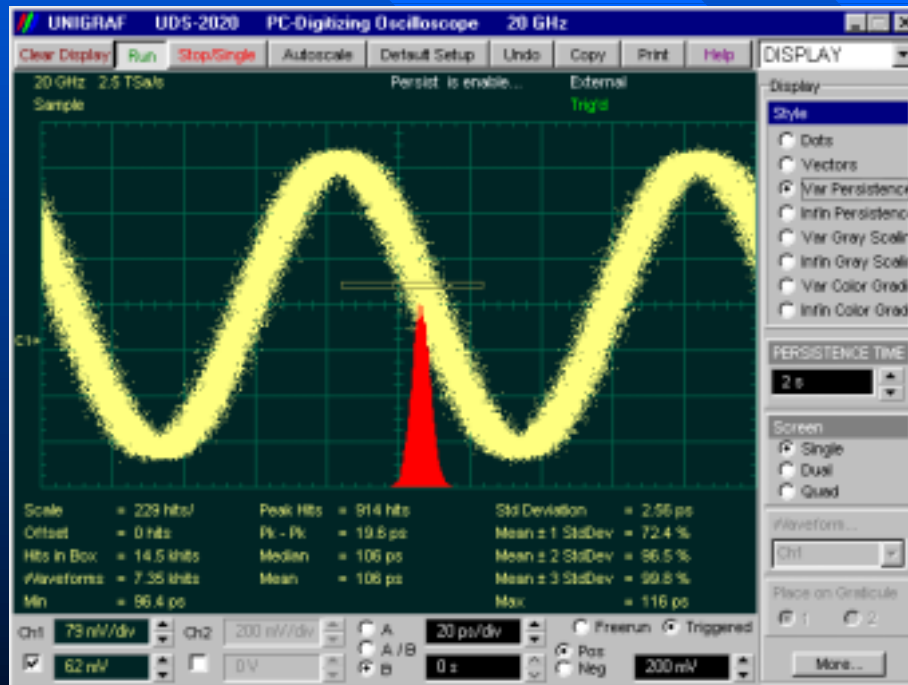 UNIGRAF UDS-2020 PC-Digitizing Oscilloscope 20 GHz
Clear Display Run Stop/Single Autoscale Default Setup Undo Copy Print Help DISPLAY
20 GHz 2.5 TSa/s Persist is enable... External
Sample Trig'd
Display
Style
Dots
Vectors
Var Persistence
Infin Persistence
Var Gray Scalin
Infin Gray Scalin
Var Color Gradi
Infin Color Gradi
C1
PERSISTENCE TIME
2 s
Screen
Single
Dual
Quad
Waveform...
Ch1
Place on Graticule
1 2
More...
Scale = 229 hits/ Peak Hits = 914 hits Std Deviation = 2.56 ps
Offset = 0 hits Pk - Pk = 19.6 ps Mean ± 1 StdDev = 72.4 %
Hits in Box = 14.5 khits Median = 106 ps Mean ± 2 StdDev = 96.5 %
Waveforms = 7.35 khits Mean = 106 ps Mean ± 3 StdDev = 99.8 %
Min = 96.4 ps Max = 116 ps
Ch1 79 mV/div Ch2 200 mV/div A 20 ps/div Freerun Triggered
A / B Pos
62 mV 0 V B 0 s Neg 200 mV